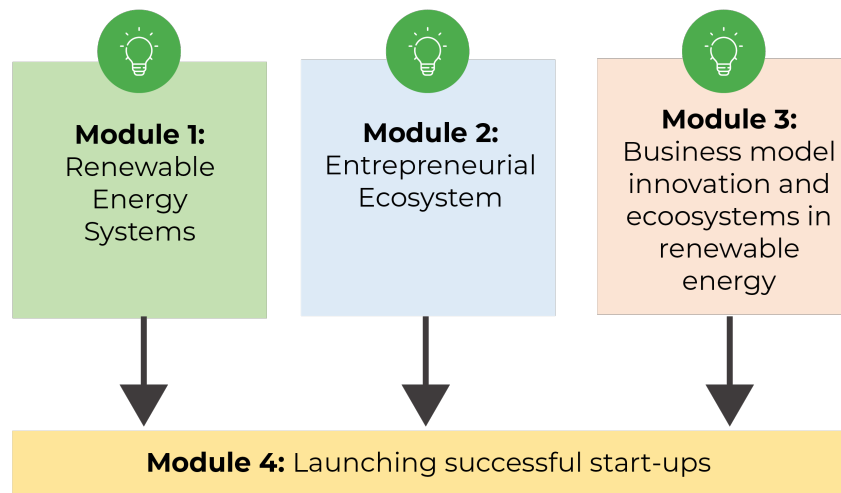 Module 1:
Renewable
Energy
Systems
Module 2:
Entrepreneurial
Ecosystem
Module 3:
Business model
innovation and
ecoosystems in
renewable
energy
Module 4: Launching successful start-ups